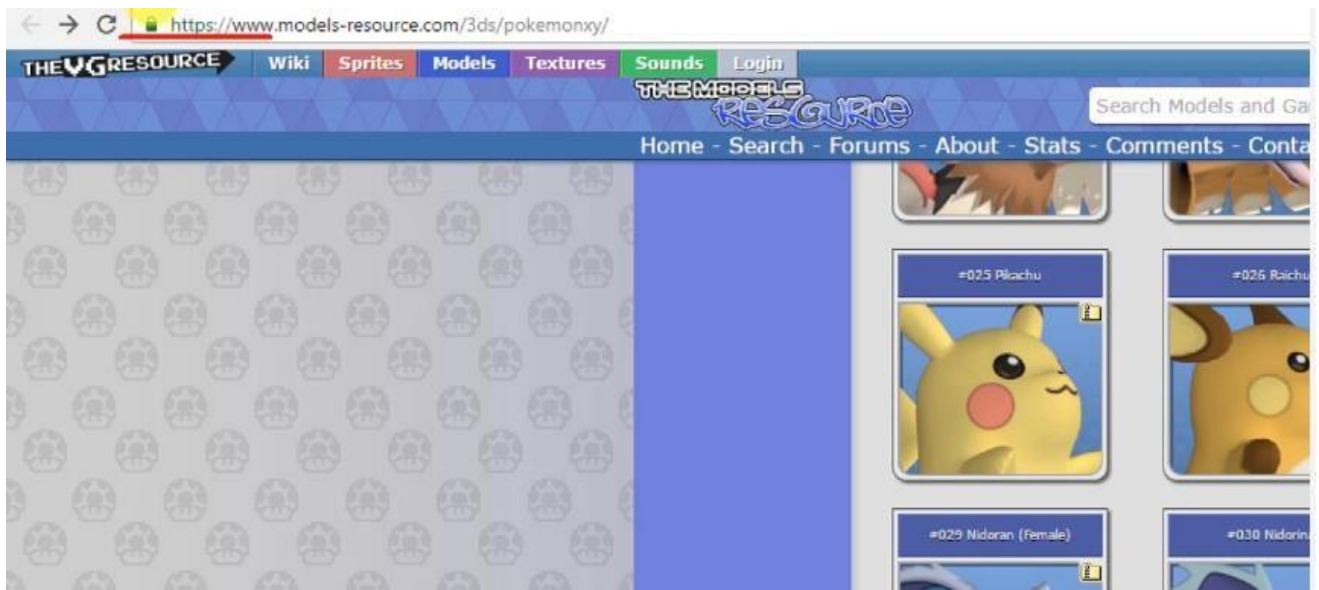 https://www.models-resource.com/3ds/pokemonxy/
THE VG RESOURCE Wiki Sprites Models Textures Sounds Login
THE MODELS
RESOURCE
Search Models and Ga
Home - Search - Forums - About - Stats - Comments - Conta
#025 Pikachu
#026 Raichu
#029 Nidoran (Female)
#030 Nidorin